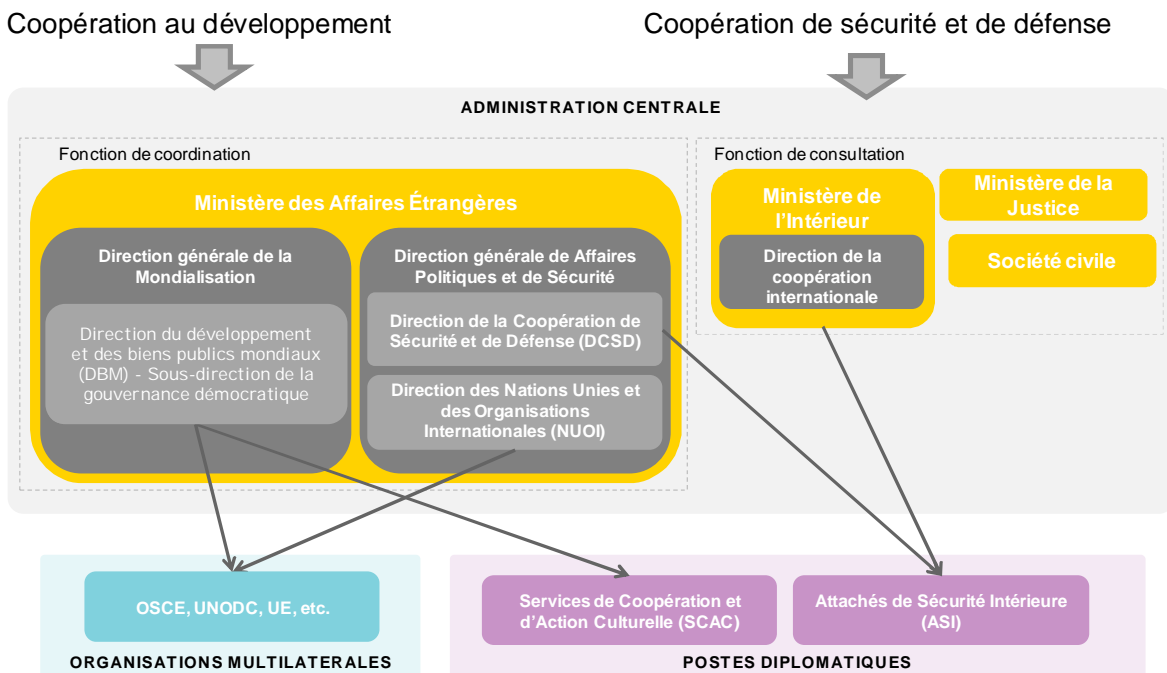 Coopération au développement
Coopération de sécurité et de défense
ADMINISTRATION CENTRALE
Fonction de coordination
Fonction de consultation
Ministère des Affaires Étrangères
Direction générale de la
Mondialisation
Direction du développement
et des biens publics mondiaux
(DBM) - Sous-direction de la
gouvernance démocratique
Direction générale de Affaires
Politiques et de Sécurité
Direction de la Coopération de
Sécurité et de Défense (DCSD)
Direction des Nations Unies et
des Organisations
Internationales (NUOI)
Ministère de
l'Intérieur
Direction de la
coopération
internationale
Ministère de la
Justice
Société civile
OSCE, UNODC, UE, etc.
ORGANISATIONS MULTILATERALES
Services de Coopération et
d'Action Culturelle (SCAC)
Attachés de Sécurité Intérieure
(ASI)
POSTES DIPLOMATIQUES